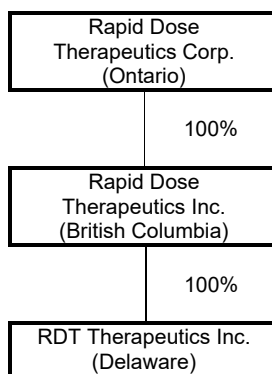 Rapid Dose
Therapeutics Corp.
(Ontario)
100%
Rapid Dose
Therapeutics Inc.
(British Columbia)
100%
RDT Therapeutics Inc.
(Delaware)